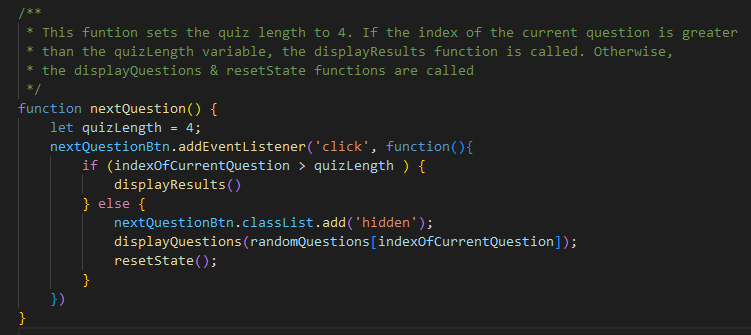 /**
 * This funtion sets the quiz length to 4. If the index of the current question is greater
 * than the quizLength variable, the displayResults function is called. Otherwise,
 * the displayQuestions & resetState functions are called
 */
function nextQuestion() {
    let quizLength = 4;
    nextQuestionBtn.addEventListener('click', function(){
        if (indexOfCurrentQuestion > quizLength ) {
            displayResults()
        } else {
            nextQuestionBtn.classList.add('hidden');
            displayQuestions(randomQuestions[indexOfCurrentQuestion]);
            resetState();
        }
    })
}